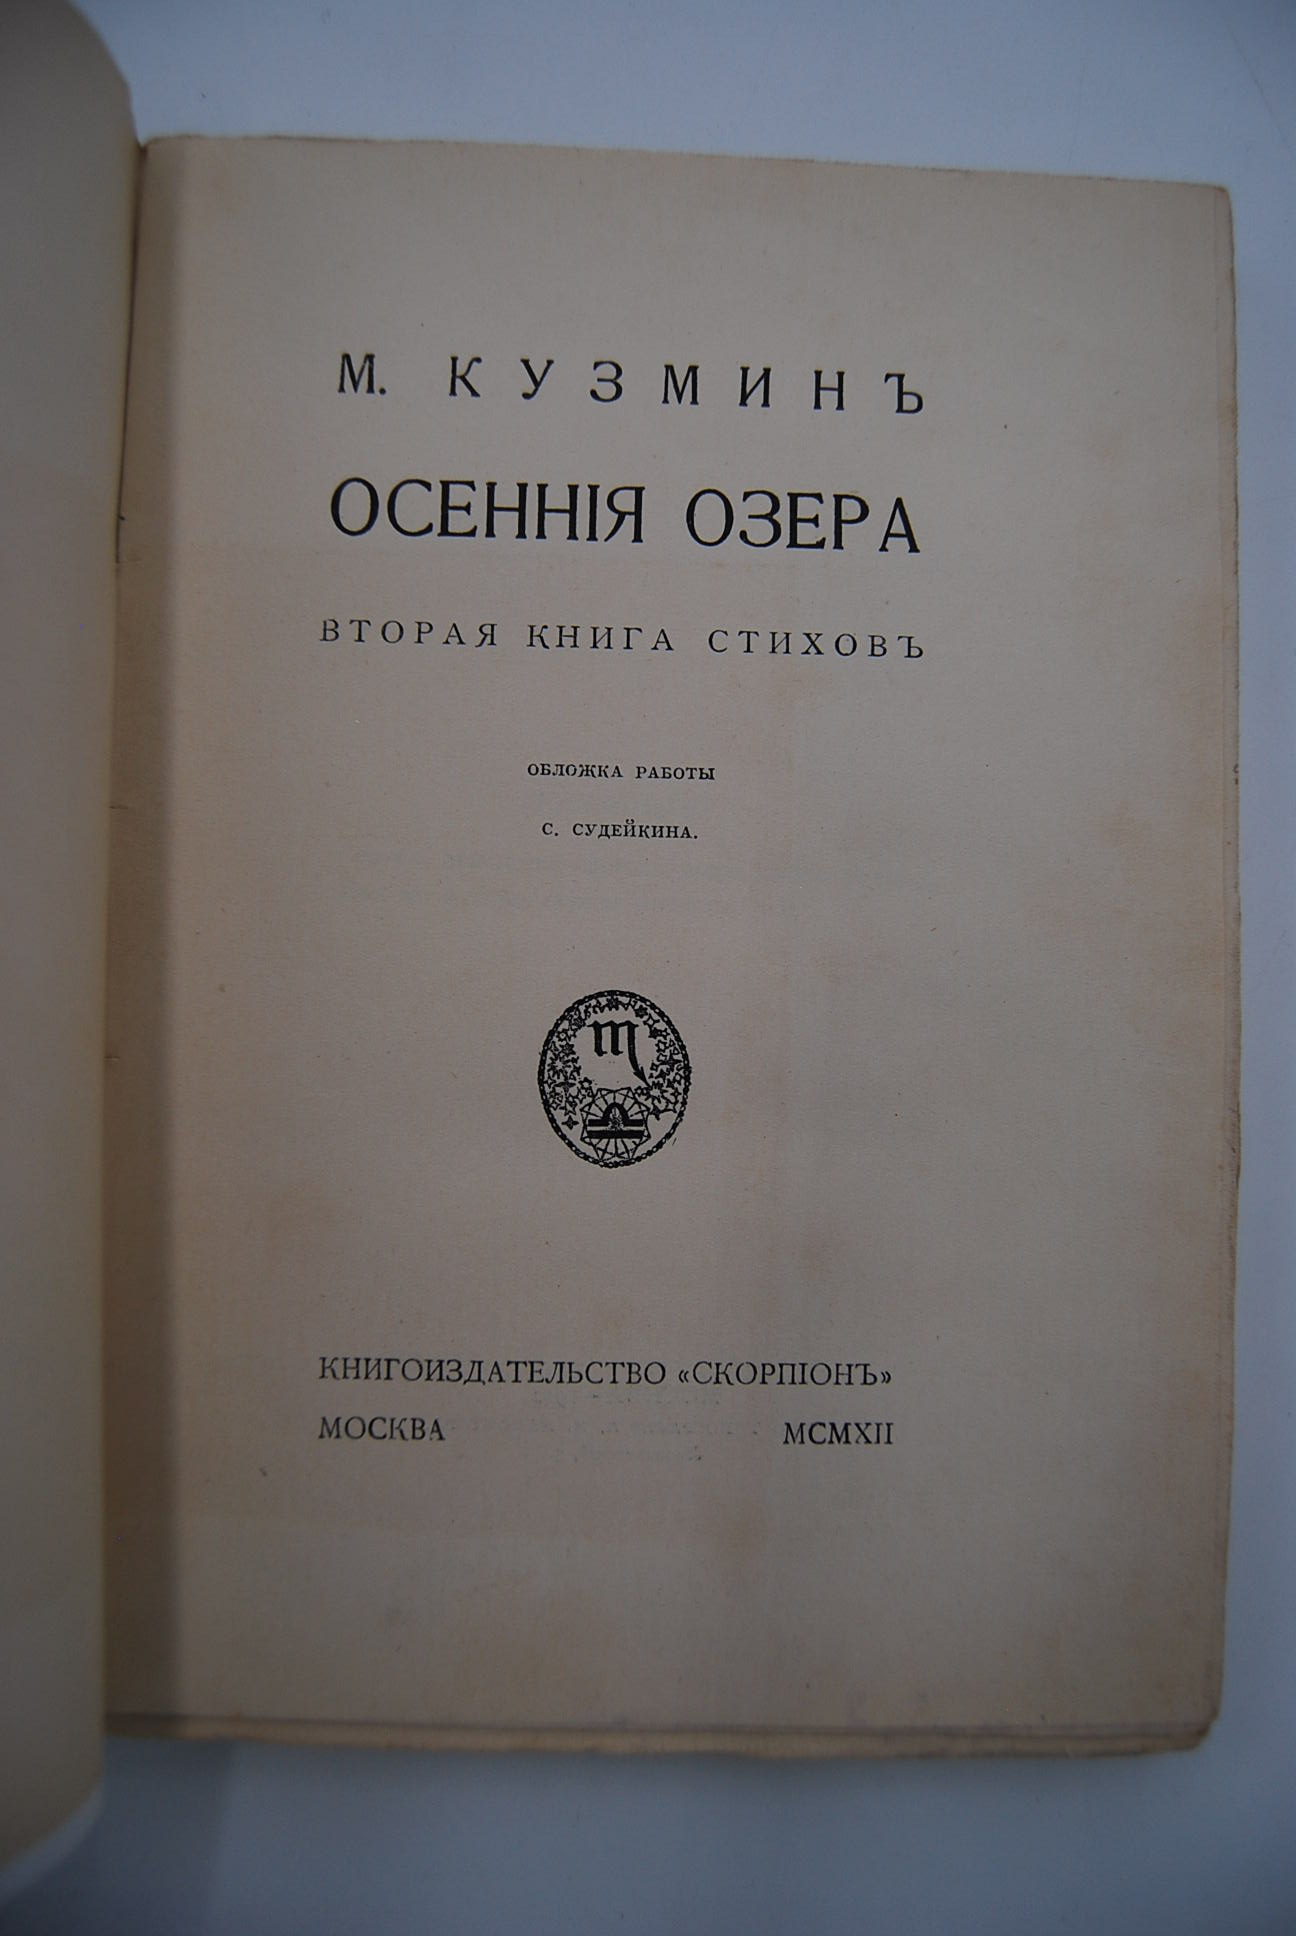 М. КУЗМИНЪ
ОСЕННІЯ ОЗЕРА
ВТОРАЯ КНИГА СТИХОВЪ
ОБЛОЖКА РАБОТЫ
С. СУДЕЙКИНА.
КНИГОИЗДАТЕЛЬСТВО «СКОРПІОНЪ»
МОСКВА MCMXII